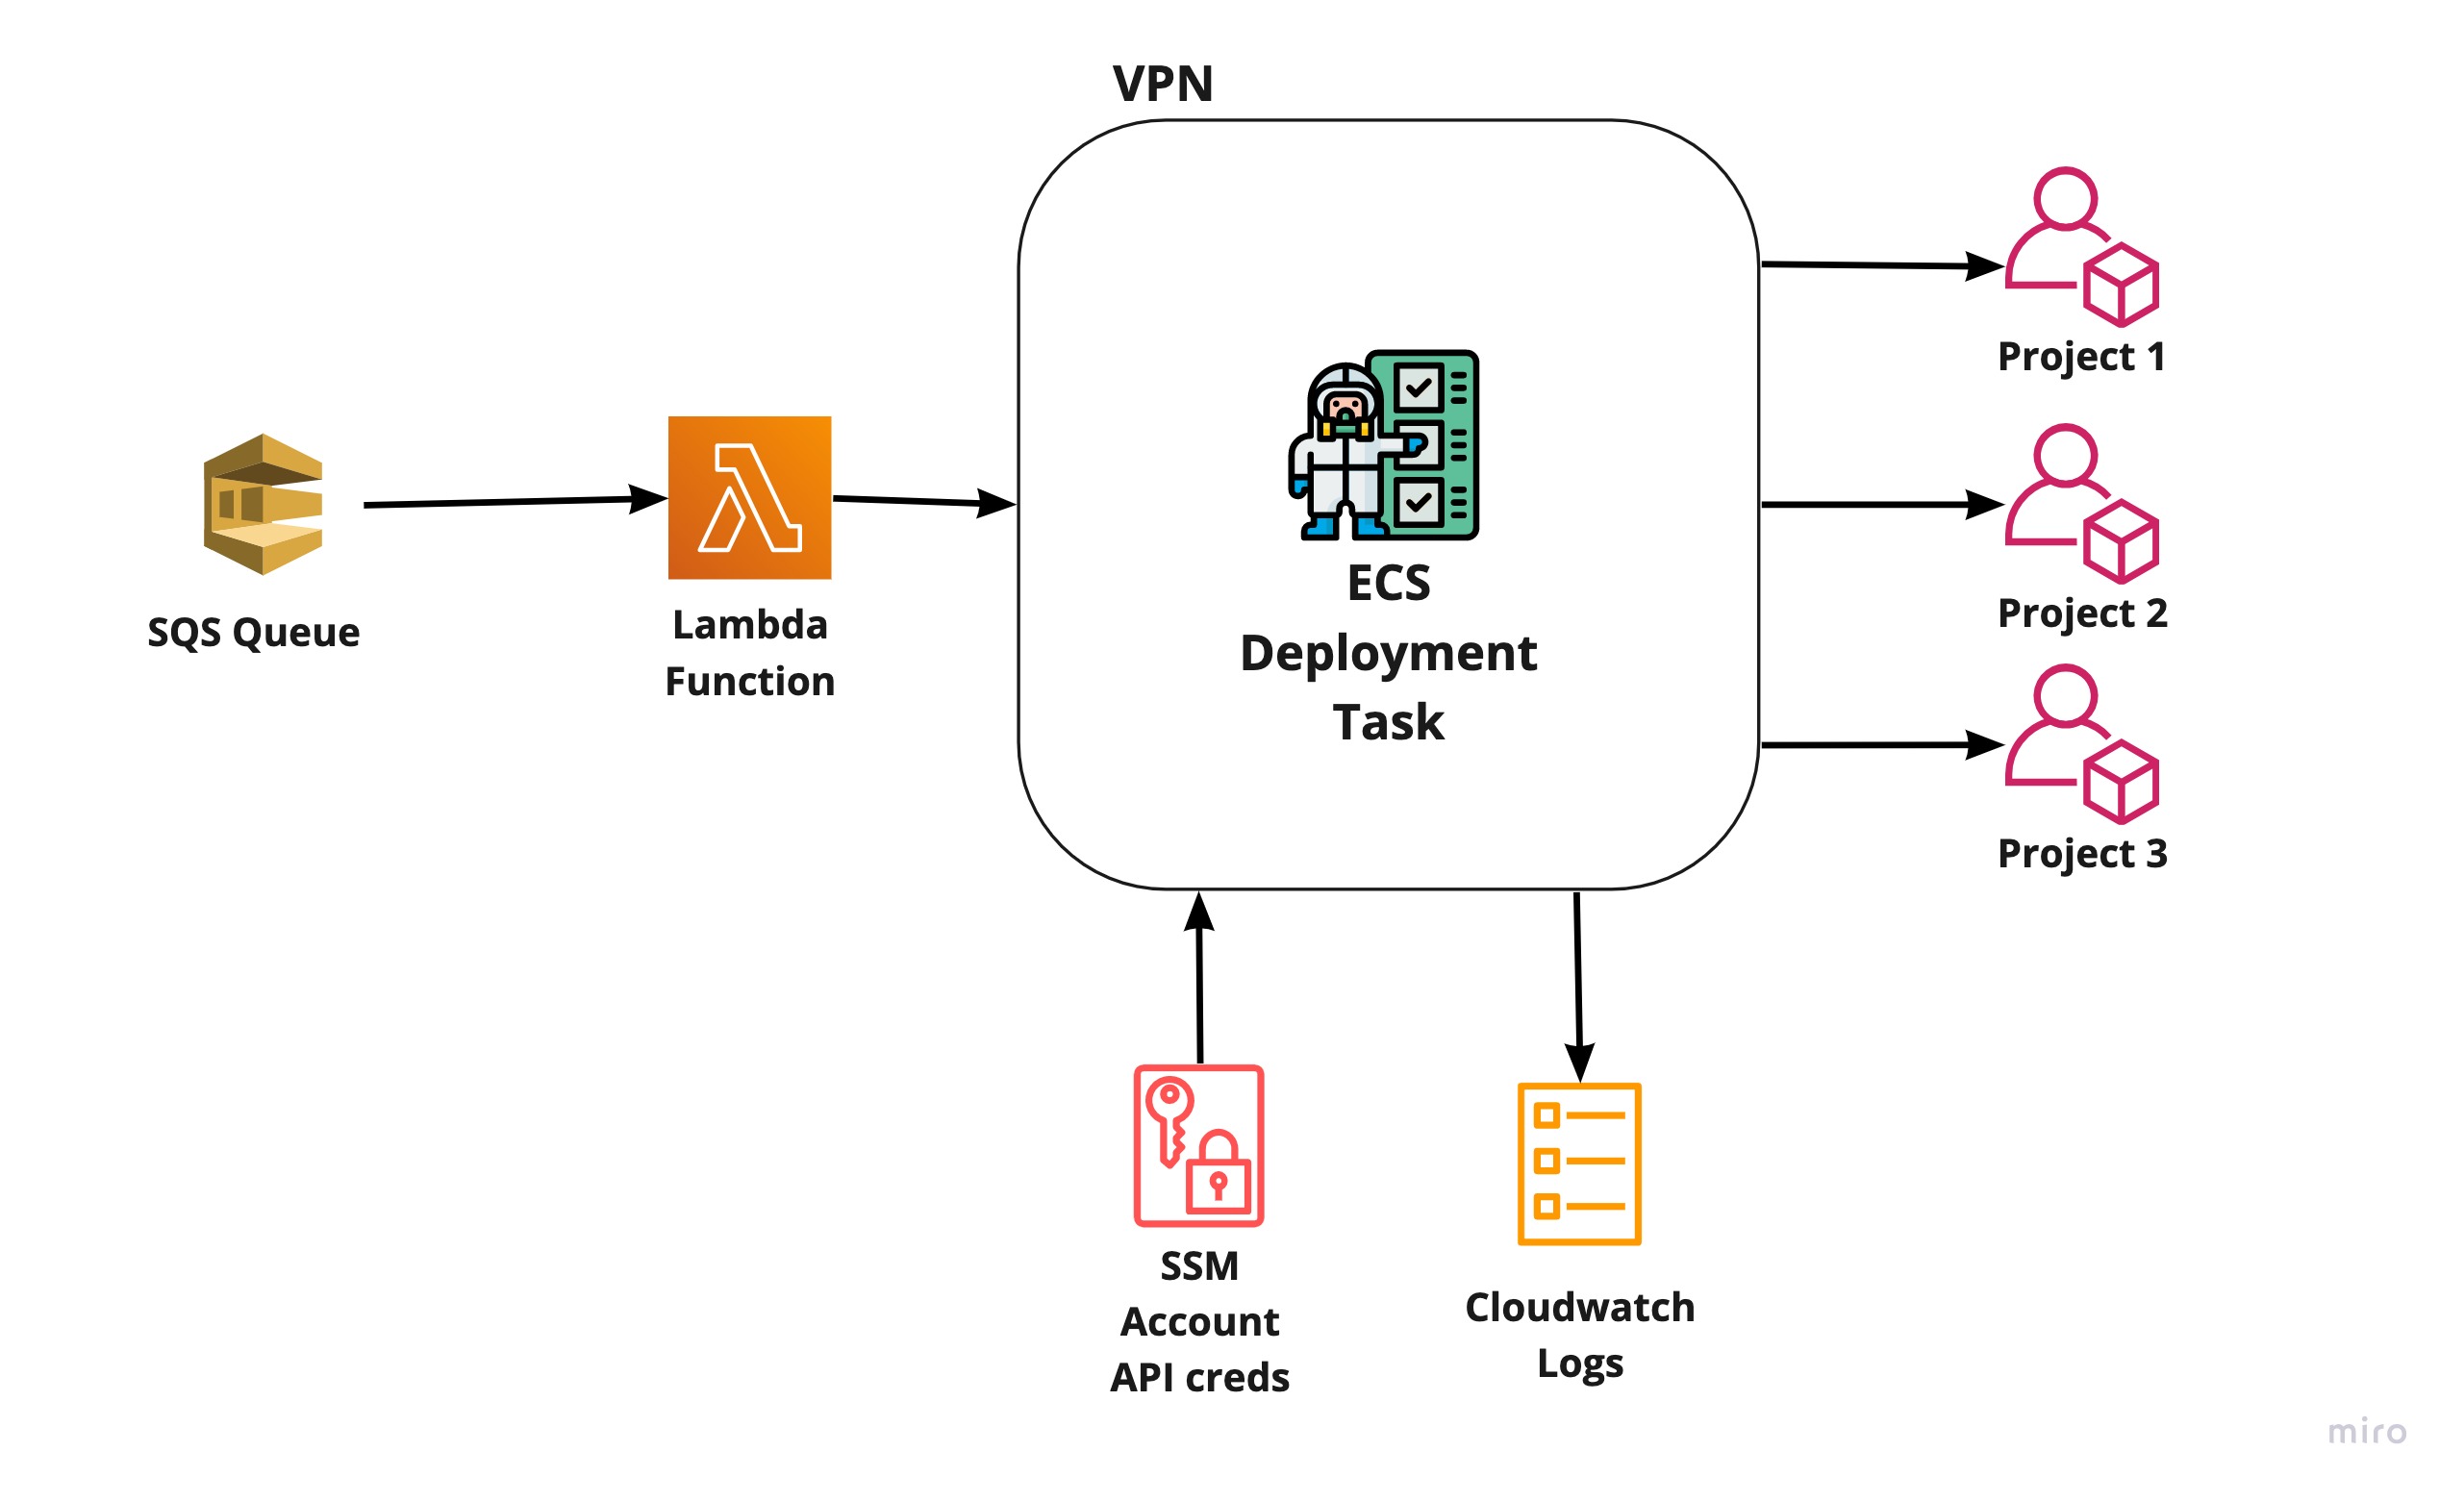 VPN
SQS Queue
Lambda
Function
ECS
Deployment
Task
Project 1
Project 2
Project 3
SSM
Account
API creds
Cloudwatch
Logs
miro